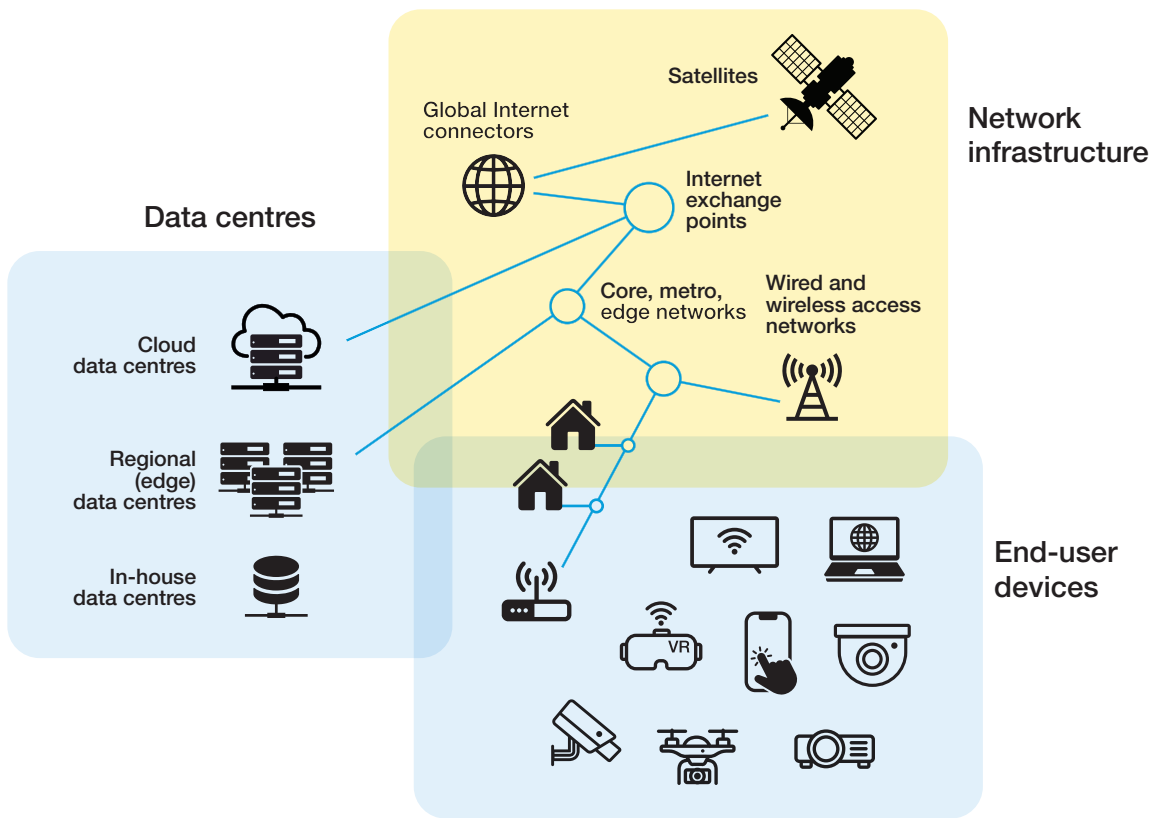 Satellites
Global Internet
connectors
Network
infrastructure
Internet
exchange
points
Data centres
Core, metro,
edge networks
Wired and
wireless access
networks
Cloud
data centres
Regional
(edge)
data centres
In-house
data centres
End-user
devices
VR